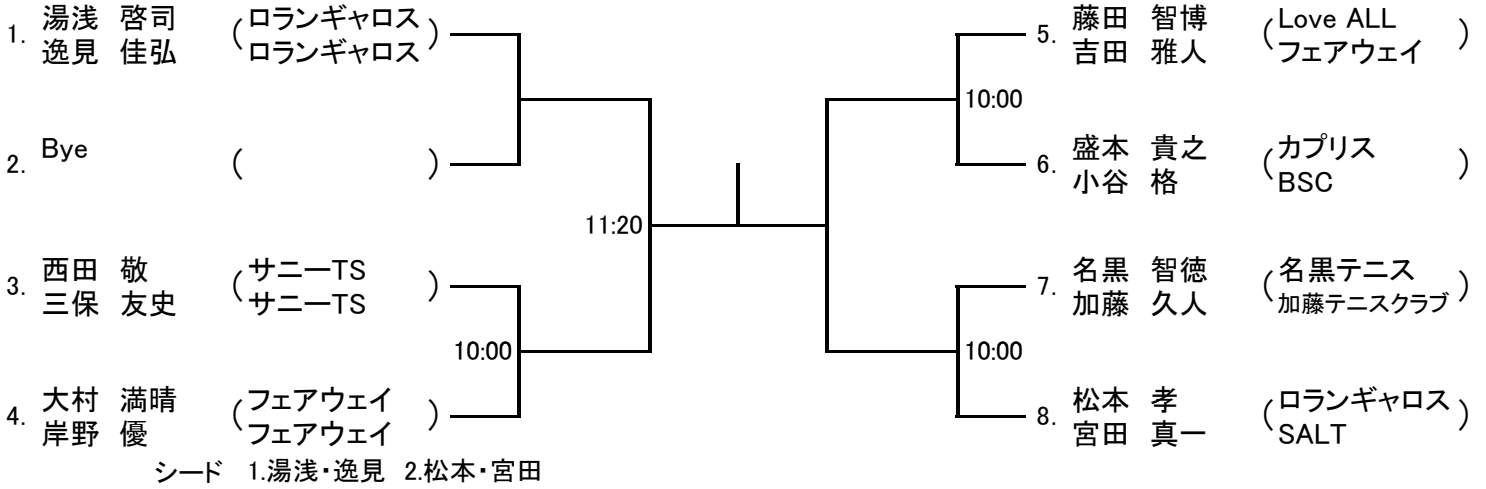 1. 湯浅 啓司 (ロランギャロス
逸見 佳弘 ロランギャロス)
2. Bye ( )
3. 西田 敬 (サニーTS
三保 友史 サニーTS)
4. 大村 満晴 (フェアウェイ
岸野 優 フェアウェイ)
10:00
11:20
5. 藤田 智博 (Love ALL
吉田 雅人 フェアウェイ)
10:00
6. 盛本 貴之 (カプリス
小谷 格 BSC)
7. 名黒 智徳 (名黒テニス
加藤 久人 加藤テニスクラブ)
10:00
8. 松本 孝 (ロランギャロス
宮田 真一 SALT)
シード 1.湯浅・逸見 2.松本・宮田